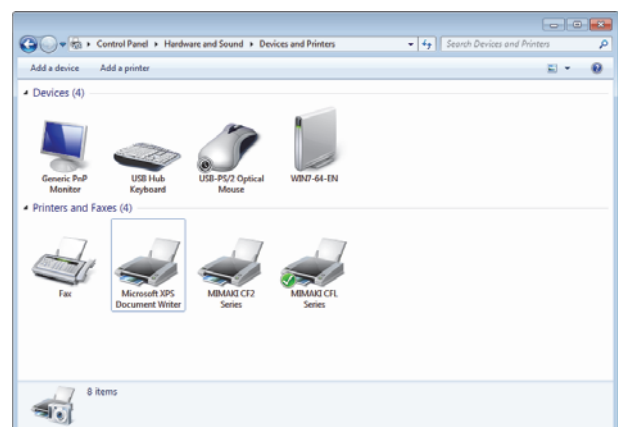 Control Panel ▸ Hardware and Sound ▸ Devices and Printers
Search Devices and Printers
Add a device Add a printer
Devices (4)
Generic PnP
Monitor
USB Hub
Keyboard
USB-PS/2 Optical
Mouse
WIN7-64-EN
Printers and Faxes (4)
Fax
Microsoft XPS
Document Writer
MIMAKI CF2
Series
MIMAKI CFL
Series
8 items